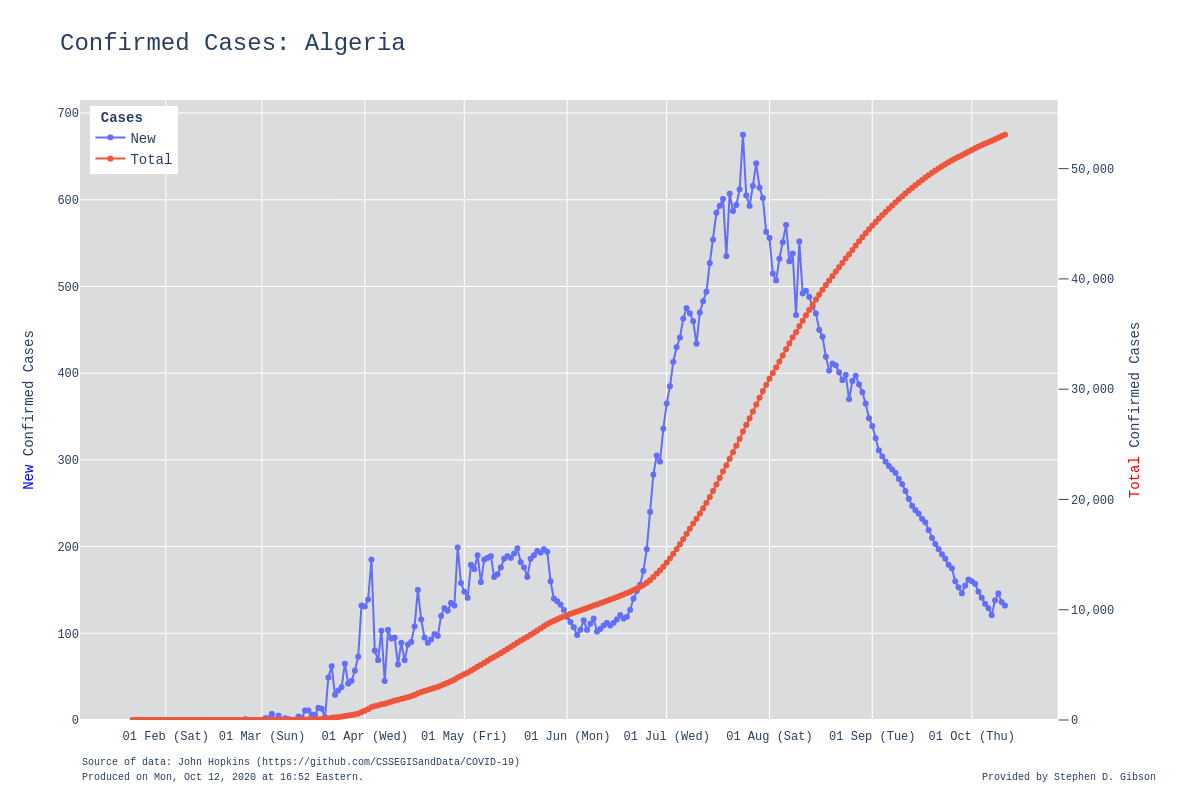 Confirmed Cases: Algeria
Cases
New
Total
700
600
500
400
300
200
100
0
50,000
40,000
30,000
20,000
10,000
0
New Confirmed Cases
Total Confirmed Cases
01 Feb (Sat) 01 Mar (Sun) 01 Apr (Wed) 01 May (Fri) 01 Jun (Mon) 01 Jul (Wed) 01 Aug (Sat) 01 Sep (Tue) 01 Oct (Thu)
Source of data: John Hopkins (https://github.com/CSSEGISandData/COVID-19)
Produced on Mon, Oct 12, 2020 at 16:52 Eastern.
Provided by Stephen D. Gibson